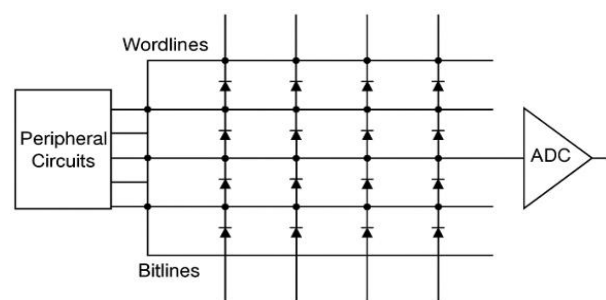 Wordlines
Peripheral
Circuits
ADC
Bitlines